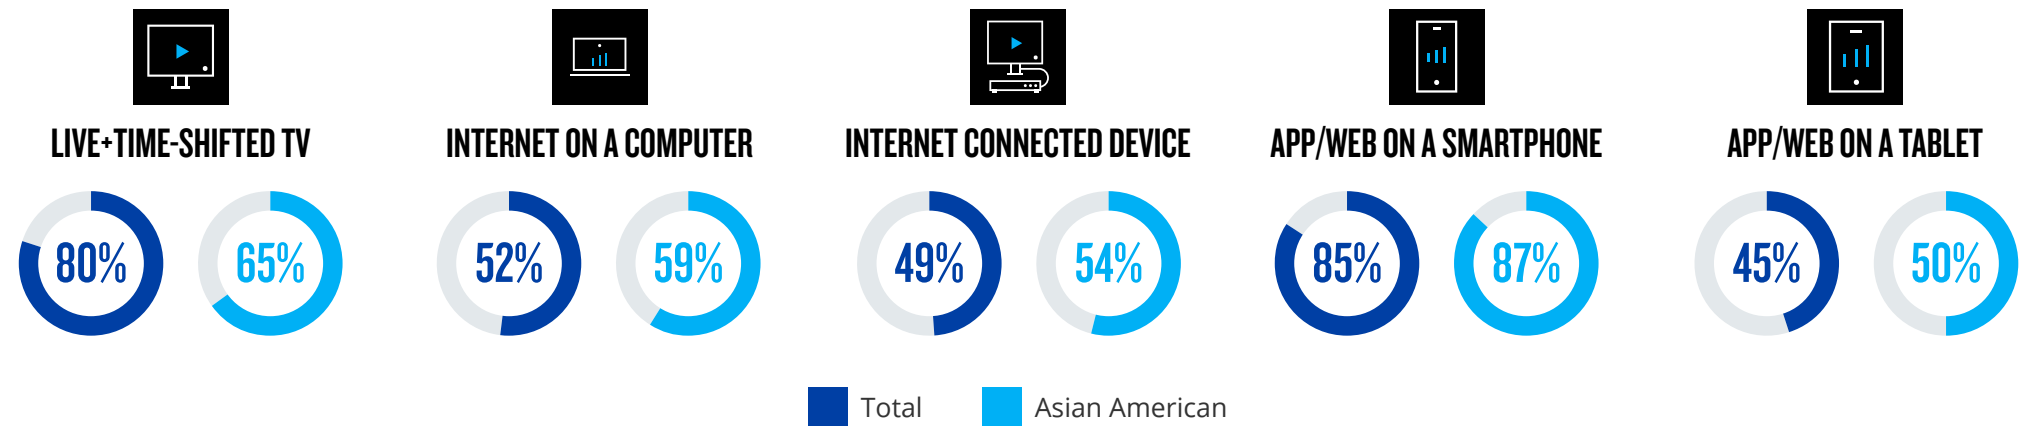 LIVE+TIME-SHIFTED TV
INTERNET ON A COMPUTER
INTERNET CONNECTED DEVICE
APP/WEB ON A SMARTPHONE
APP/WEB ON A TABLET
80%
65%
52%
59%
49%
54%
85%
87%
45%
50%
Total
Asian American